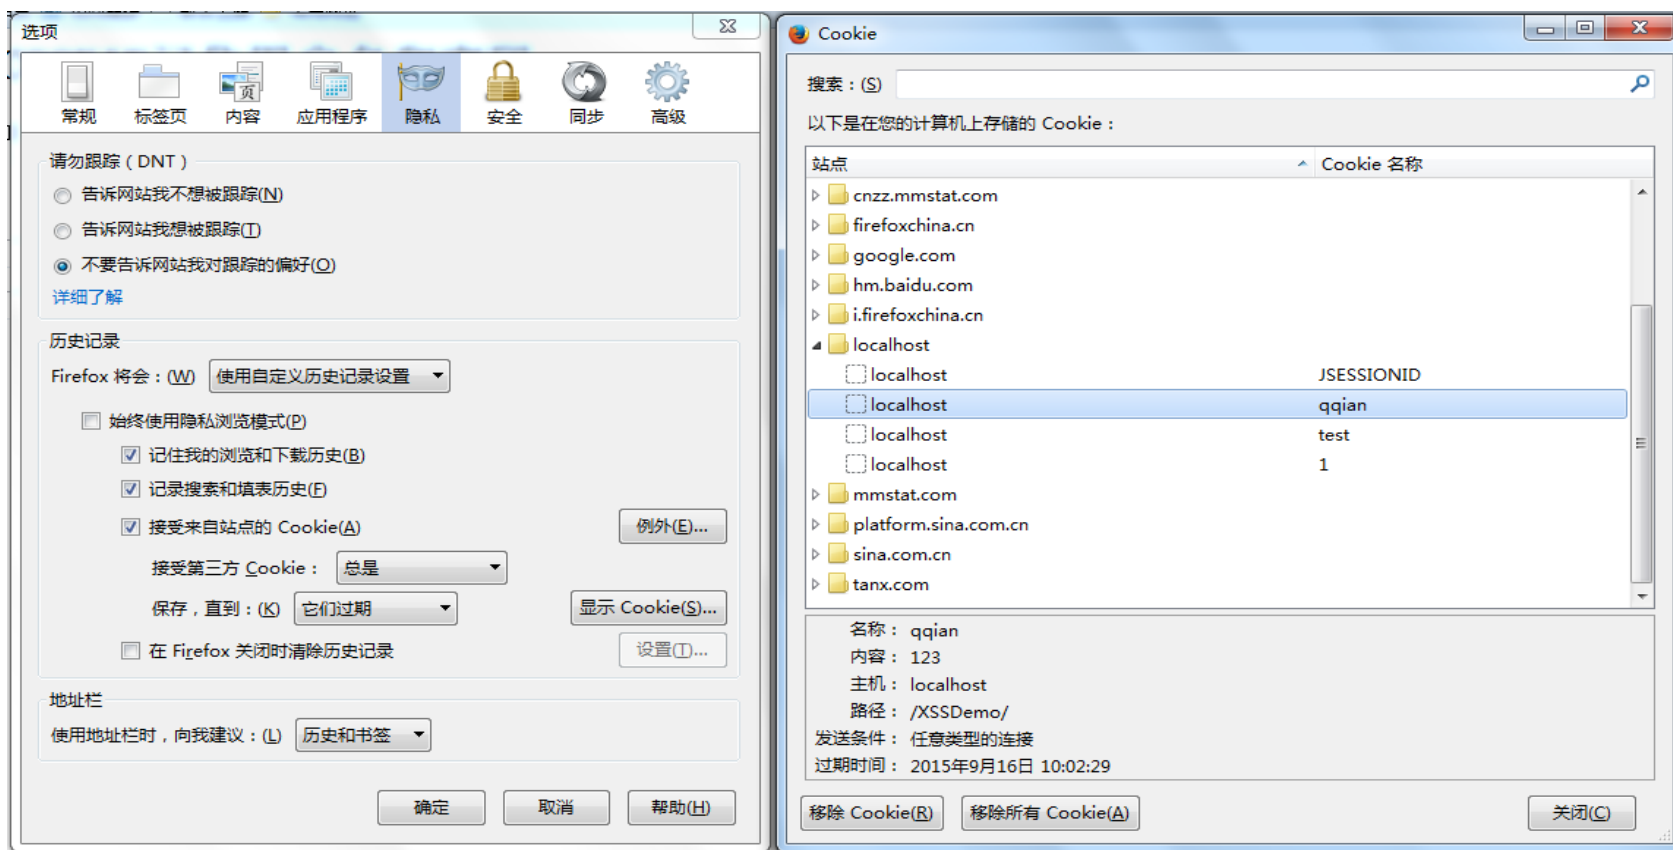 选项
常规 标签页 内容 应用程序 隐私 安全 同步 高级
请勿跟踪 ( DNT )
告诉网站我不想被跟踪(N)
告诉网站我想被跟踪(T)
不要告诉网站我对跟踪的偏好(O)
详细了解
历史记录
Firefox 将会：(W) 使用自定义历史记录设置
始终使用隐私浏览模式(P)
记住我的浏览和下载历史(B)
记录搜索和填表历史(F)
接受来自站点的 Cookie(A) 例外(E)...
接受第三方 Cookie： 总是
保存，直到：(K) 它们过期 显示 Cookie(S)...
在 Firefox 关闭时清除历史记录 设置(T)...
地址栏
使用地址栏时，向我建议：(L) 历史和书签
确定 取消 帮助(H)
Cookie
搜索：(S)
以下是在您的计算机上存储的 Cookie：
站点 Cookie 名称
cnzz.mmstat.com
firefoxchina.cn
google.com
hm.baidu.com
i.firefoxchina.cn
localhost
localhost JSESSIONID
localhost qqian
localhost test
localhost 1
mmstat.com
platform.sina.com.cn
sina.com.cn
tanx.com
名称： qqian
内容： 123
主机： localhost
路径： /XSSDemo/
发送条件： 任意类型的连接
过期时间： 2015年9月16日 10:02:29
移除 Cookie(R) 移除所有 Cookie(A) 关闭(C)